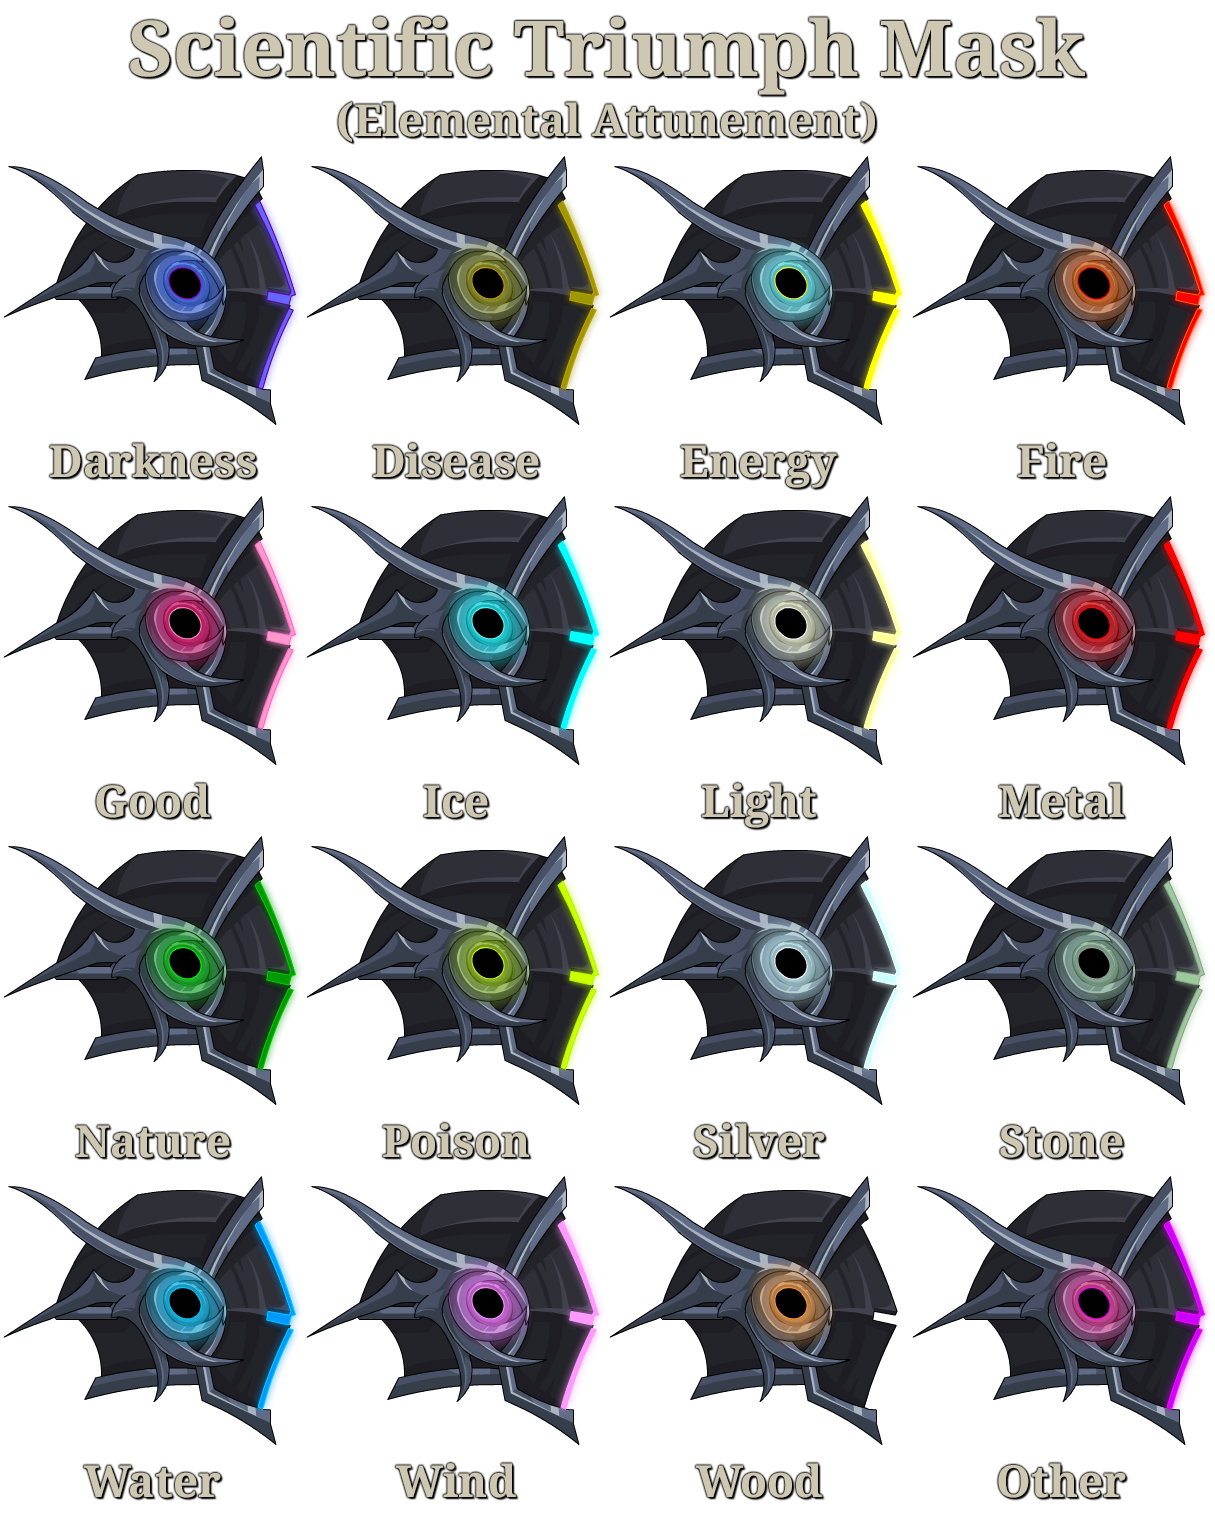 Scientific Triumph Mask
(Elemental Attunement)
Darkness Disease Energy Fire
Good Ice Light Metal
Nature Poison Silver Stone
Water Wind Wood Other